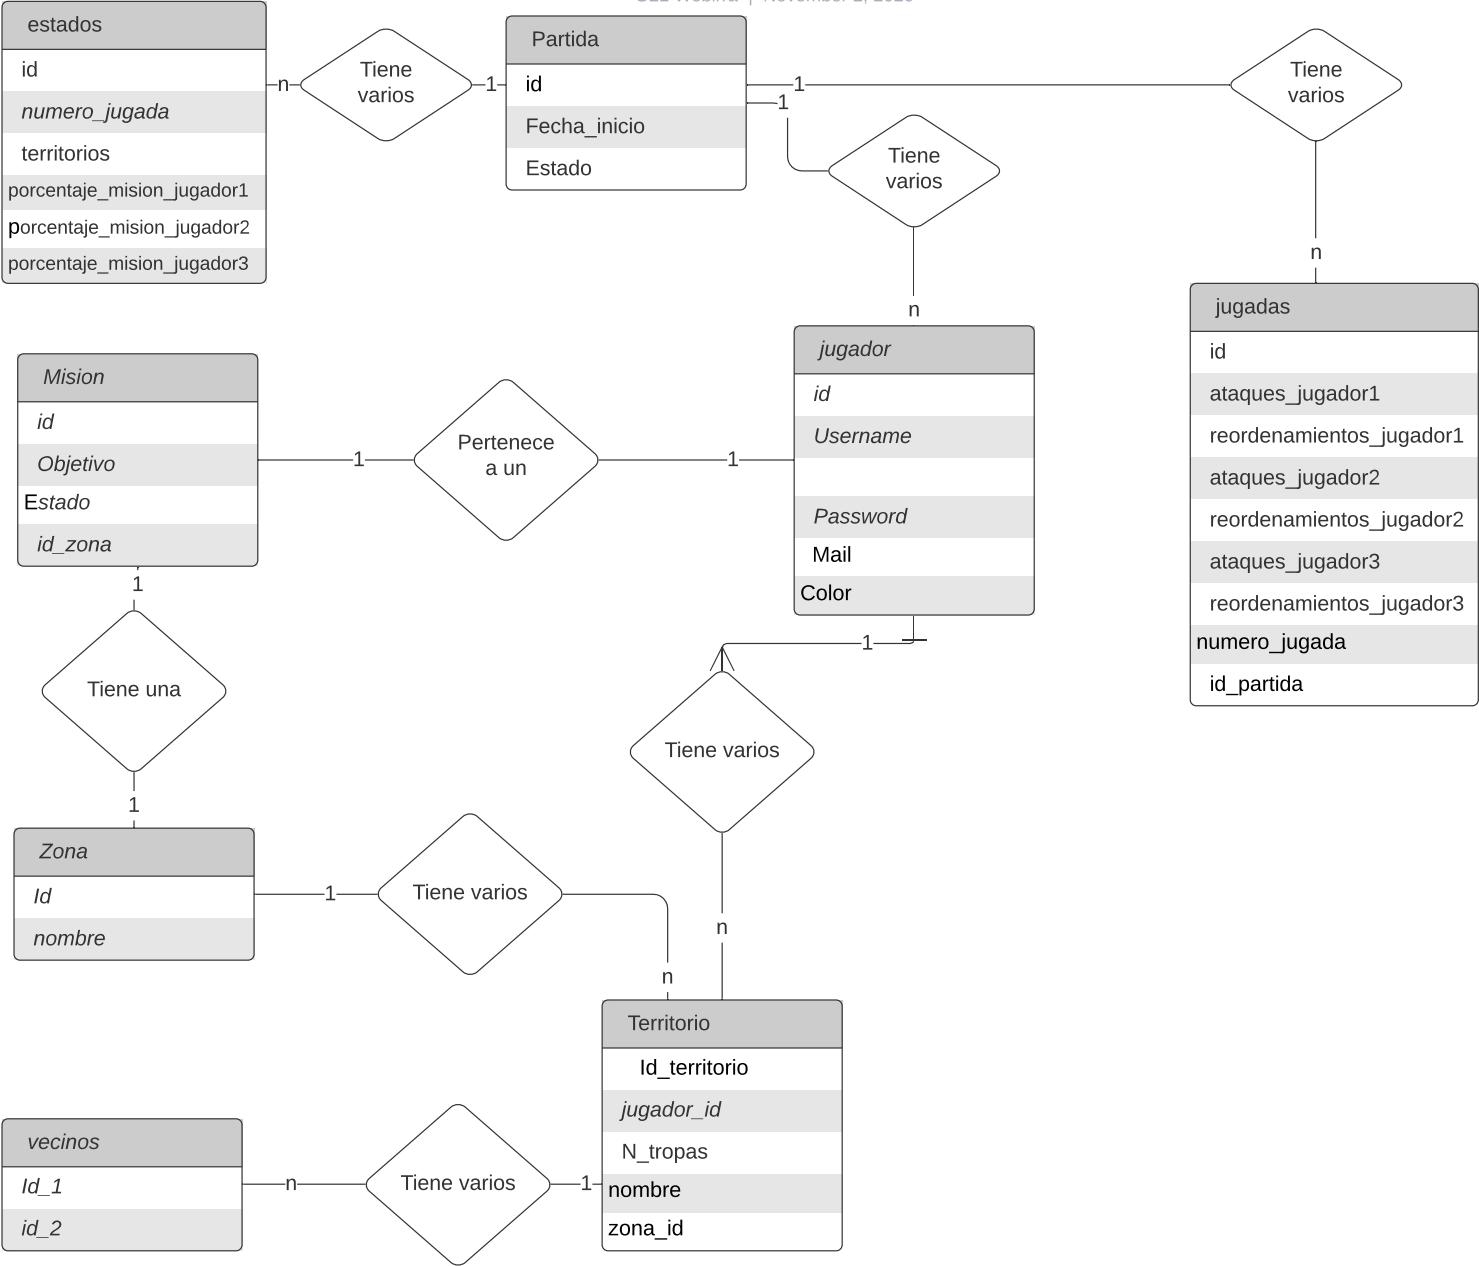 estados
id
numero_jugada
territorios
porcentaje_mision_jugador1
porcentaje_mision_jugador2
porcentaje_mision_jugador3
n
Tiene
varios
1
Partida
id
Fecha_inicio
Estado
1
1
Tiene
varios
n
Tiene
varios
n
jugadas
id
ataques_jugador1
reordenamientos_jugador1
ataques_jugador2
reordenamientos_jugador2
ataques_jugador3
reordenamientos_jugador3
numero_jugada
id_partida
Mision
id
Objetivo
Estado
id_zona
1
Pertenece
a un
1
jugador
id
Username
Password
Mail
Color
1
Tiene una
1
1
Tiene varios
n
Zona
Id
nombre
1
Tiene varios
n
Territorio
Id_territorio
jugador_id
N_tropas
nombre
zona_id
vecinos
Id_1
id_2
n
Tiene varios
1